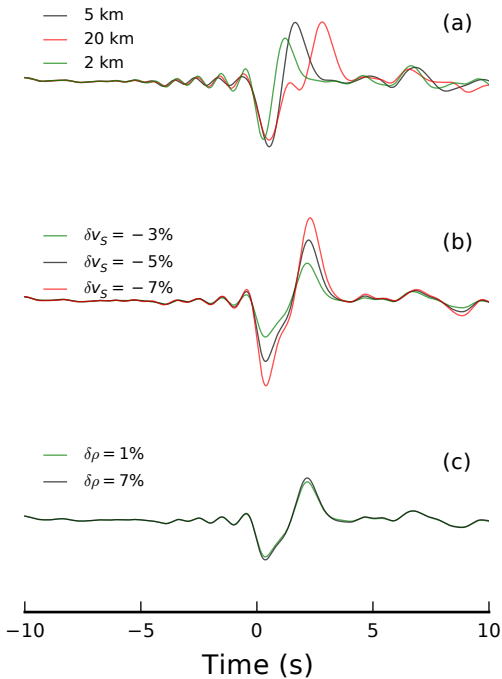 5 km
(a)
20 km
2 km
δv_S = − 3%
(b)
δv_S = − 5%
δv_S = − 7%
δρ = 1%
(c)
δρ = 7%
−10 −5 0 5 10
Time (s)